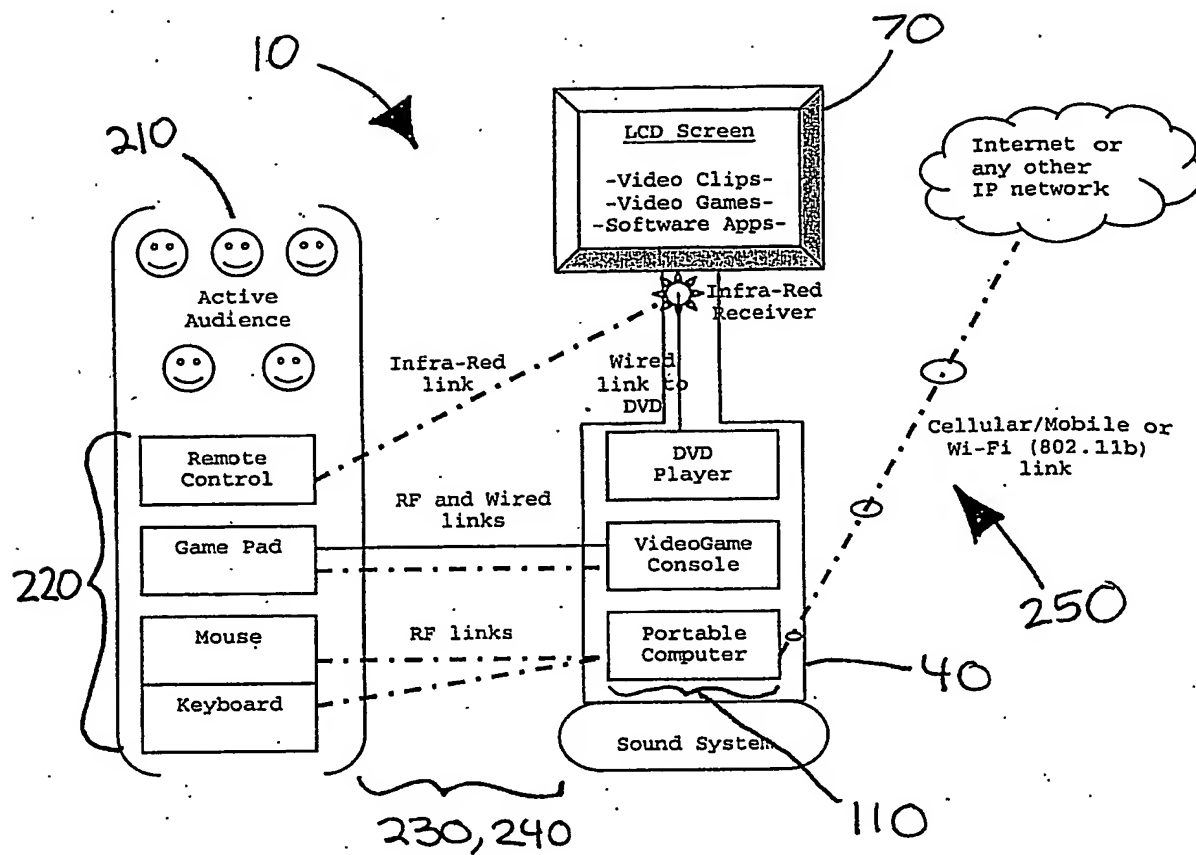 10
70
210
LCD Screen
-Video Clips-
-Video Games-
-Software Apps-
Internet or
any other
IP network
Active
Audience
Infra-Red
Receiver
Infra-Red
link
Wired
link to
DVD
Cellular/Mobile or
Wi-Fi (802.11b)
link
Remote
Control
DVD
Player
RF and Wired
links
Game Pad
VideoGame
Console
220
250
Mouse
RF links
Portable
Computer
40
Keyboard
Sound System
230, 240
110